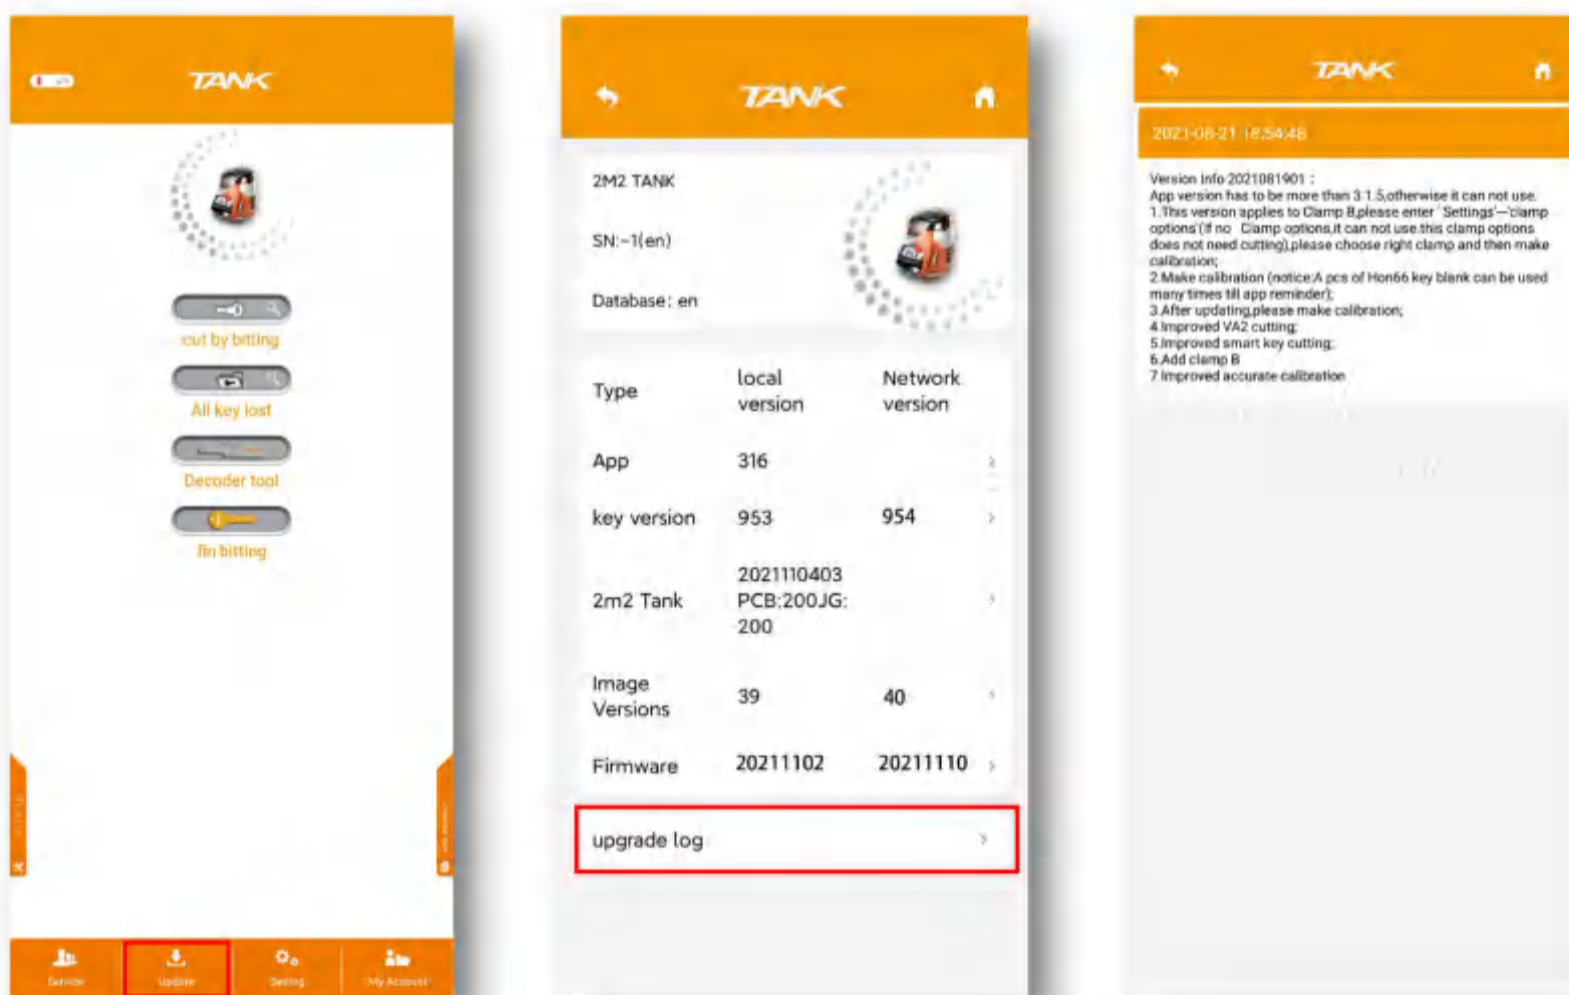 TANK
cut by bitting
All key lost
Decoder tool
fin bitting
Service
Update
Setting
My Account
TANK
2M2 TANK
SN:-1(en)
Database: en
Type local version Network version
App 316
key version 953 954
2m2 Tank 2021110403 PCB:200JG: 200
Image Versions 39 40
Firmware 20211102 20211110
upgrade log
TANK
2021-08-21 18:54:48
Version Info 2021081901 :
App version has to be more than 3.1.5,otherwise it can not use.
1.This version applies to Clamp B,please enter 'Settings'—'clamp
options'(If no Clamp options,it can not use this clamp options
does not need cutting),please choose right clamp and then make
calibration;
2.Make calibration (notice:A pcs of Hon66 key blank can be used
many times till app reminder);
3.After updating,please make calibration;
4.Improved VA2 cutting;
5.Improved smart key cutting;
6.Add clamp B
7.Improved accurate calibration